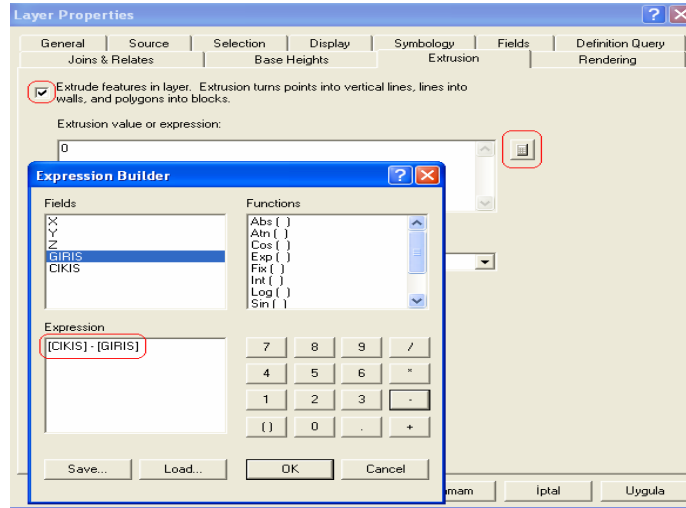 Layer Properties
General Source Selection Display Symbology Fields Definition Query
Joins & Relates Base Heights Extrusion Rendering
Extrude features in layer. Extrusion turns points into vertical lines, lines into
walls, and polygons into blocks.
Extrusion value or expression:
0
Expression Builder
Fields Functions
X
Y
Z
GIRIS
CIKIS
Abs ( )
Atn ( )
Cos ( )
Exp ( )
Fix ( )
Int ( )
Log ( )
Sin ( )
Expression
[CIKIS] - [GIRIS]
7 8 9 /
4 5 6 *
1 2 3 -
() 0 . +
Save... Load... OK Cancel
İptal Uygula